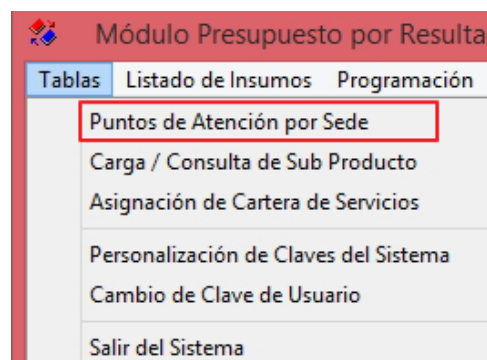 Módulo Presupuesto por Resulta
Tablas Listado de Insumos Programación
Puntos de Atención por Sede
Carga / Consulta de Sub Producto
Asignación de Cartera de Servicios
Personalización de Claves del Sistema
Cambio de Clave de Usuario
Salir del Sistema